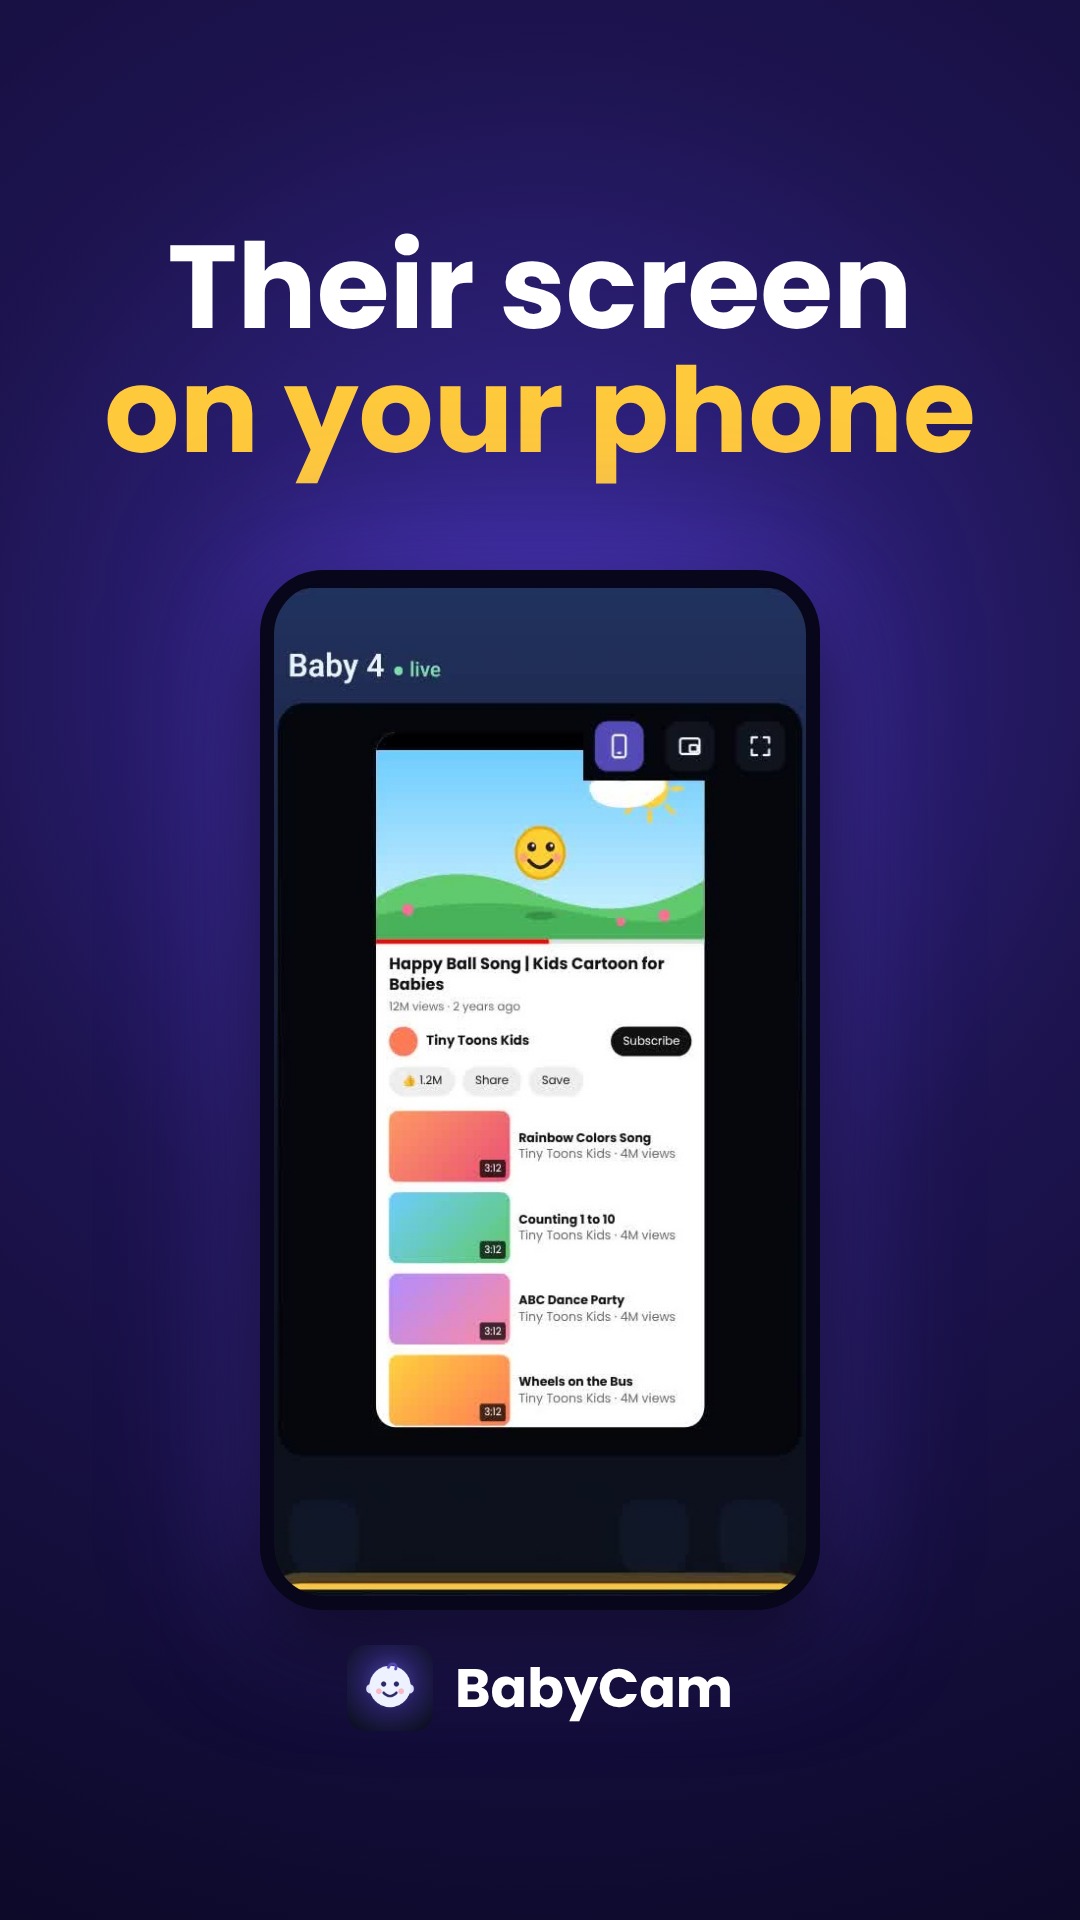 Their screen
on your phone
Baby 4 • live
Happy Ball Song | Kids Cartoon for
Babies
12M views · 2 years ago
Tiny Toons Kids
Subscribe
👍 1.2M
Share
Save
Rainbow Colors Song
Tiny Toons Kids · 4M views
3:12
Counting 1 to 10
Tiny Toons Kids · 4M views
3:12
ABC Dance Party
Tiny Toons Kids · 4M views
3:12
Wheels on the Bus
Tiny Toons Kids · 4M views
3:12
BabyCam